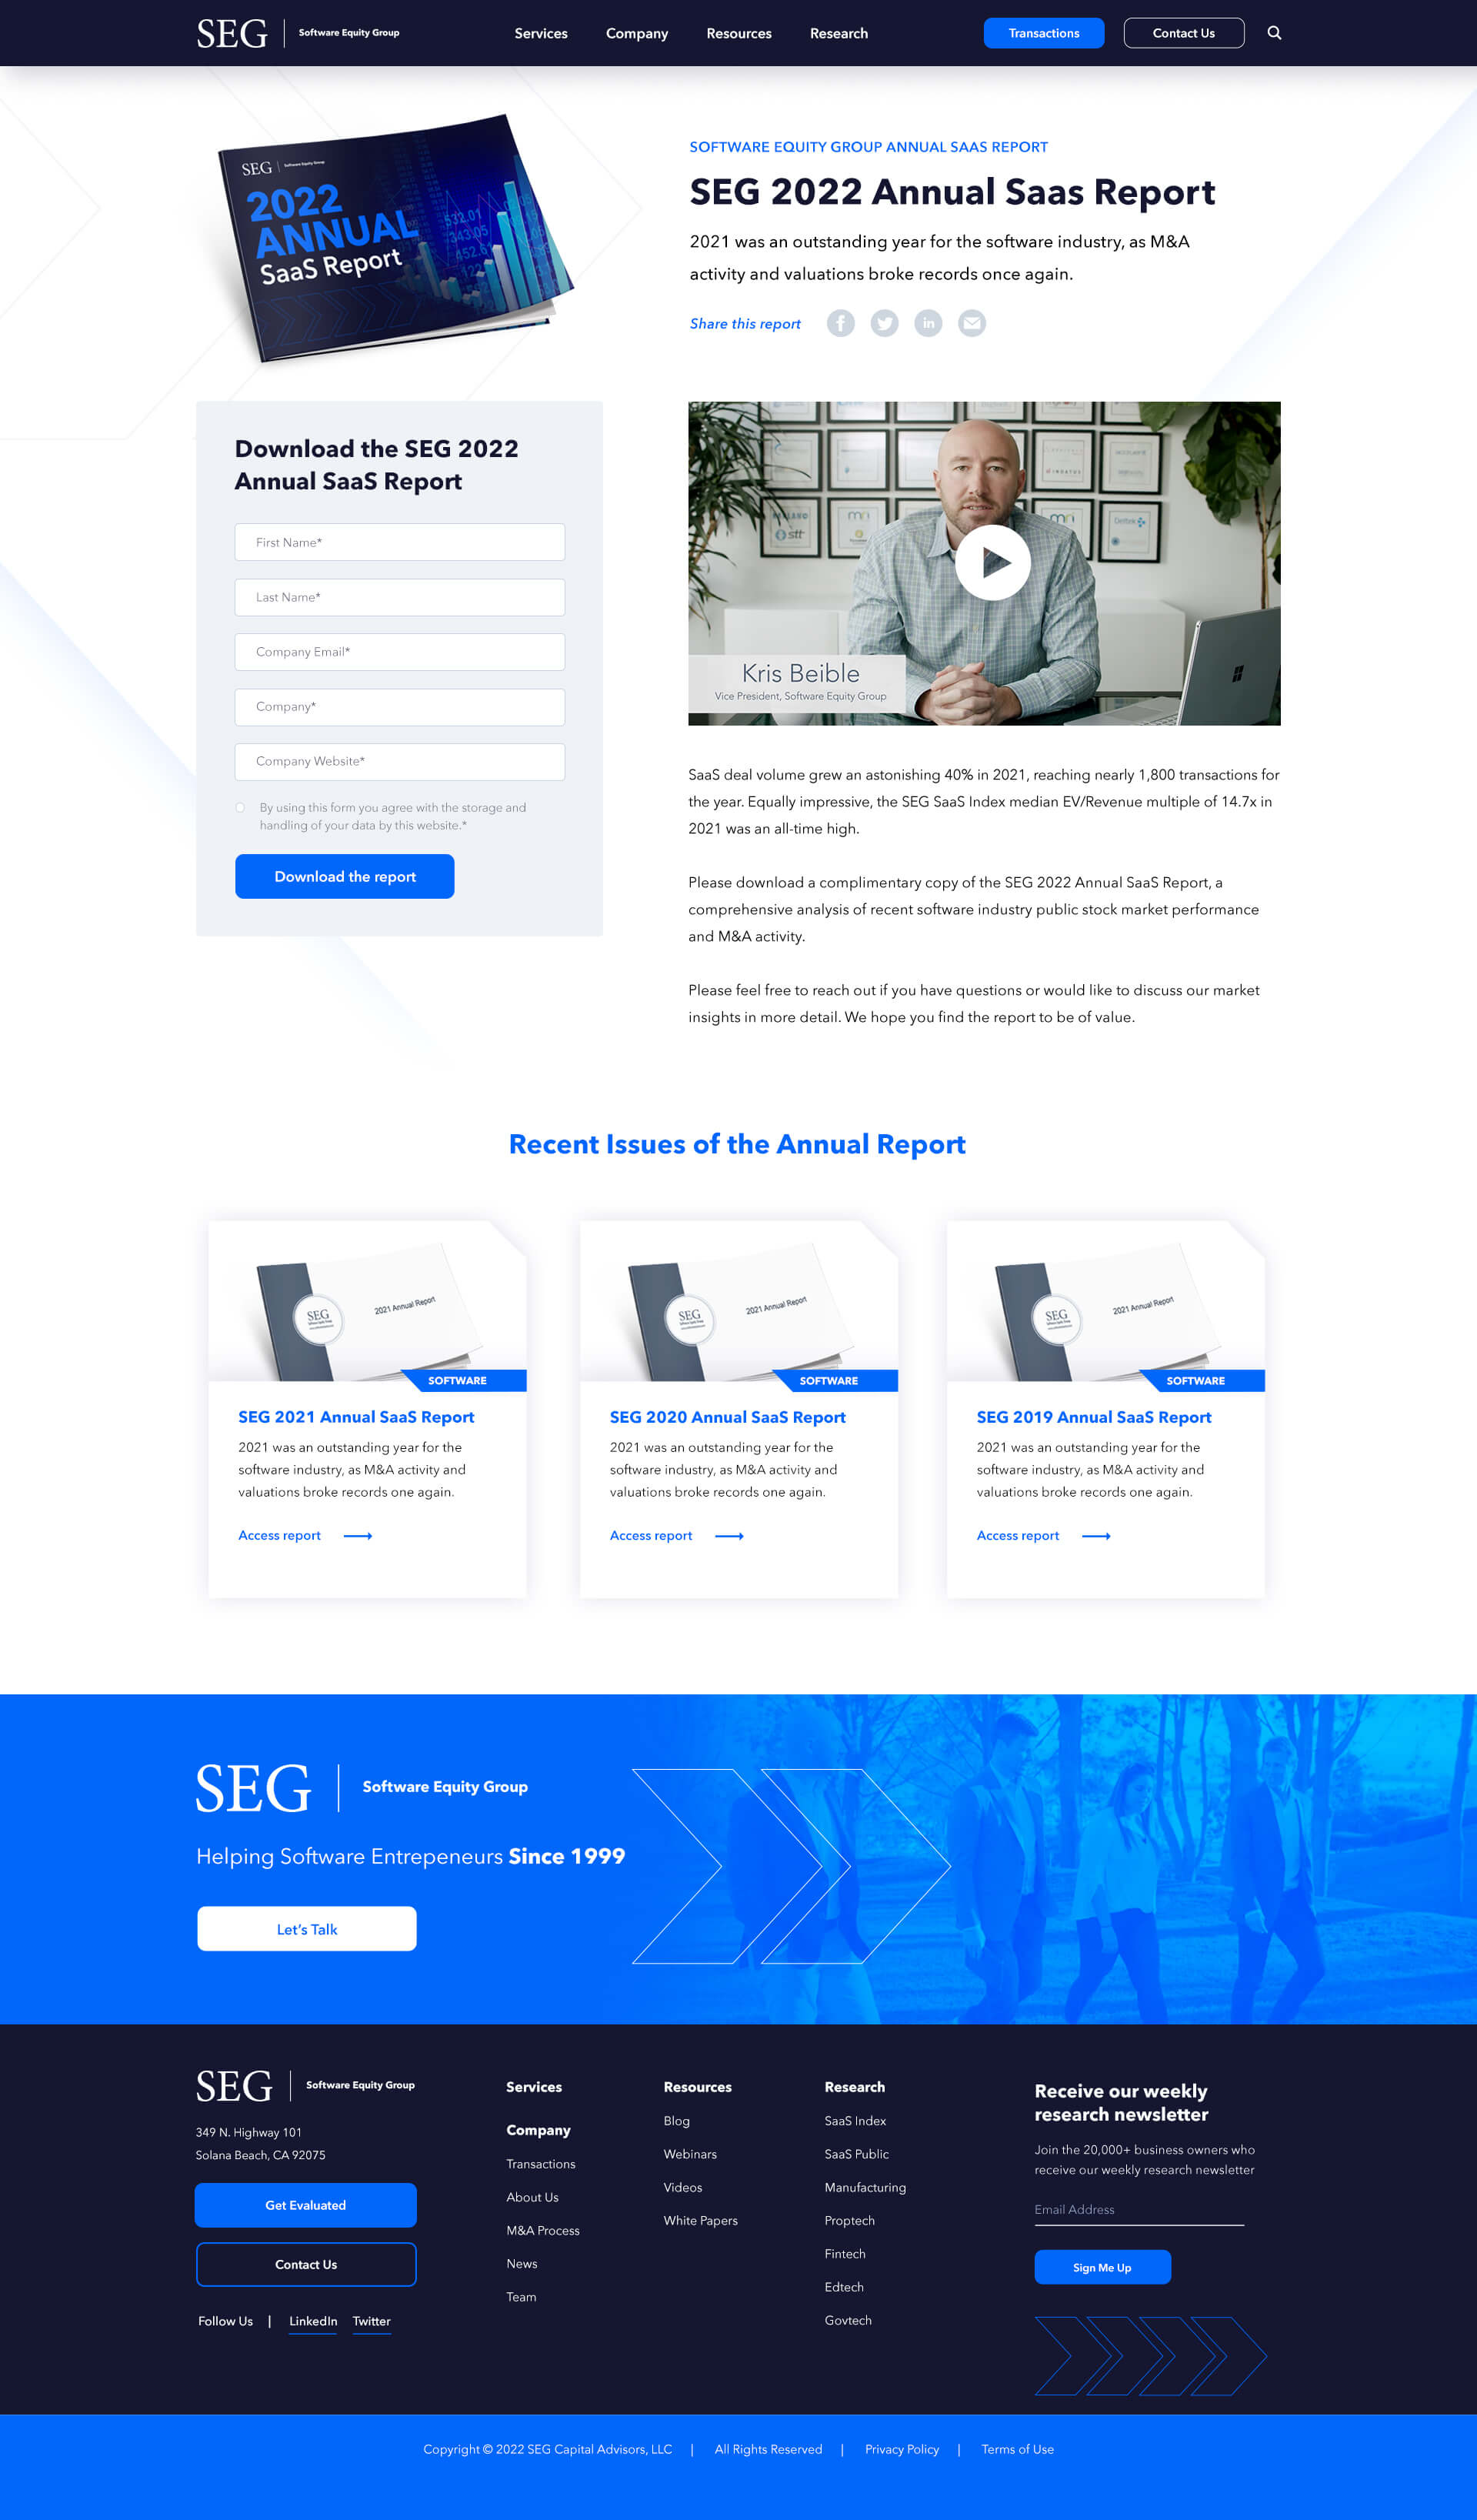 SEG Software Equity Group
Services Company Resources Research
Transactions Contact Us
SEG Software Equity Group
2022
ANNUAL
SaaS Report
532.01
SOFTWARE EQUITY GROUP ANNUAL SAAS REPORT
SEG 2022 Annual Saas Report
2021 was an outstanding year for the software industry, as M&A
activity and valuations broke records once again.
Share this report
Download the SEG 2022
Annual SaaS Report
First Name*
Last Name*
Company Email*
Company*
Company Website*
By using this form you agree with the storage and
handling of your data by this website.*
Download the report
Kris Beible
Vice President, Software Equity Group
SaaS deal volume grew an astonishing 40% in 2021, reaching nearly 1,800 transactions for
the year. Equally impressive, the SEG SaaS Index median EV/Revenue multiple of 14.7x in
2021 was an all-time high.
Please download a complimentary copy of the SEG 2022 Annual SaaS Report, a
comprehensive analysis of recent software industry public stock market performance
and M&A activity.
Please feel free to reach out if you have questions or would like to discuss our market
insights in more detail. We hope you find the report to be of value.
Recent Issues of the Annual Report
SEG
2021 Annual Report
SOFTWARE
SEG 2021 Annual SaaS Report
2021 was an outstanding year for the
software industry, as M&A activity and
valuations broke records one again.
Access report
SEG
2021 Annual Report
SOFTWARE
SEG 2020 Annual SaaS Report
2021 was an outstanding year for the
software industry, as M&A activity and
valuations broke records one again.
Access report
SEG
2021 Annual Report
SOFTWARE
SEG 2019 Annual SaaS Report
2021 was an outstanding year for the
software industry, as M&A activity and
valuations broke records one again.
Access report
SEG Software Equity Group
Helping Software Entrepeneurs Since 1999
Let's Talk
SEG Software Equity Group
349 N. Highway 101
Solana Beach, CA 92075
Get Evaluated
Contact Us
Follow Us | LinkedIn Twitter
Services
Company
Transactions
About Us
M&A Process
News
Team
Resources
Blog
Webinars
Videos
White Papers
Research
SaaS Index
SaaS Public
Manufacturing
Proptech
Fintech
Edtech
Govtech
Receive our weekly
research newsletter
Join the 20,000+ business owners who
receive our weekly research newsletter
Email Address
Sign Me Up
Copyright © 2022 SEG Capital Advisors, LLC | All Rights Reserved | Privacy Policy | Terms of Use